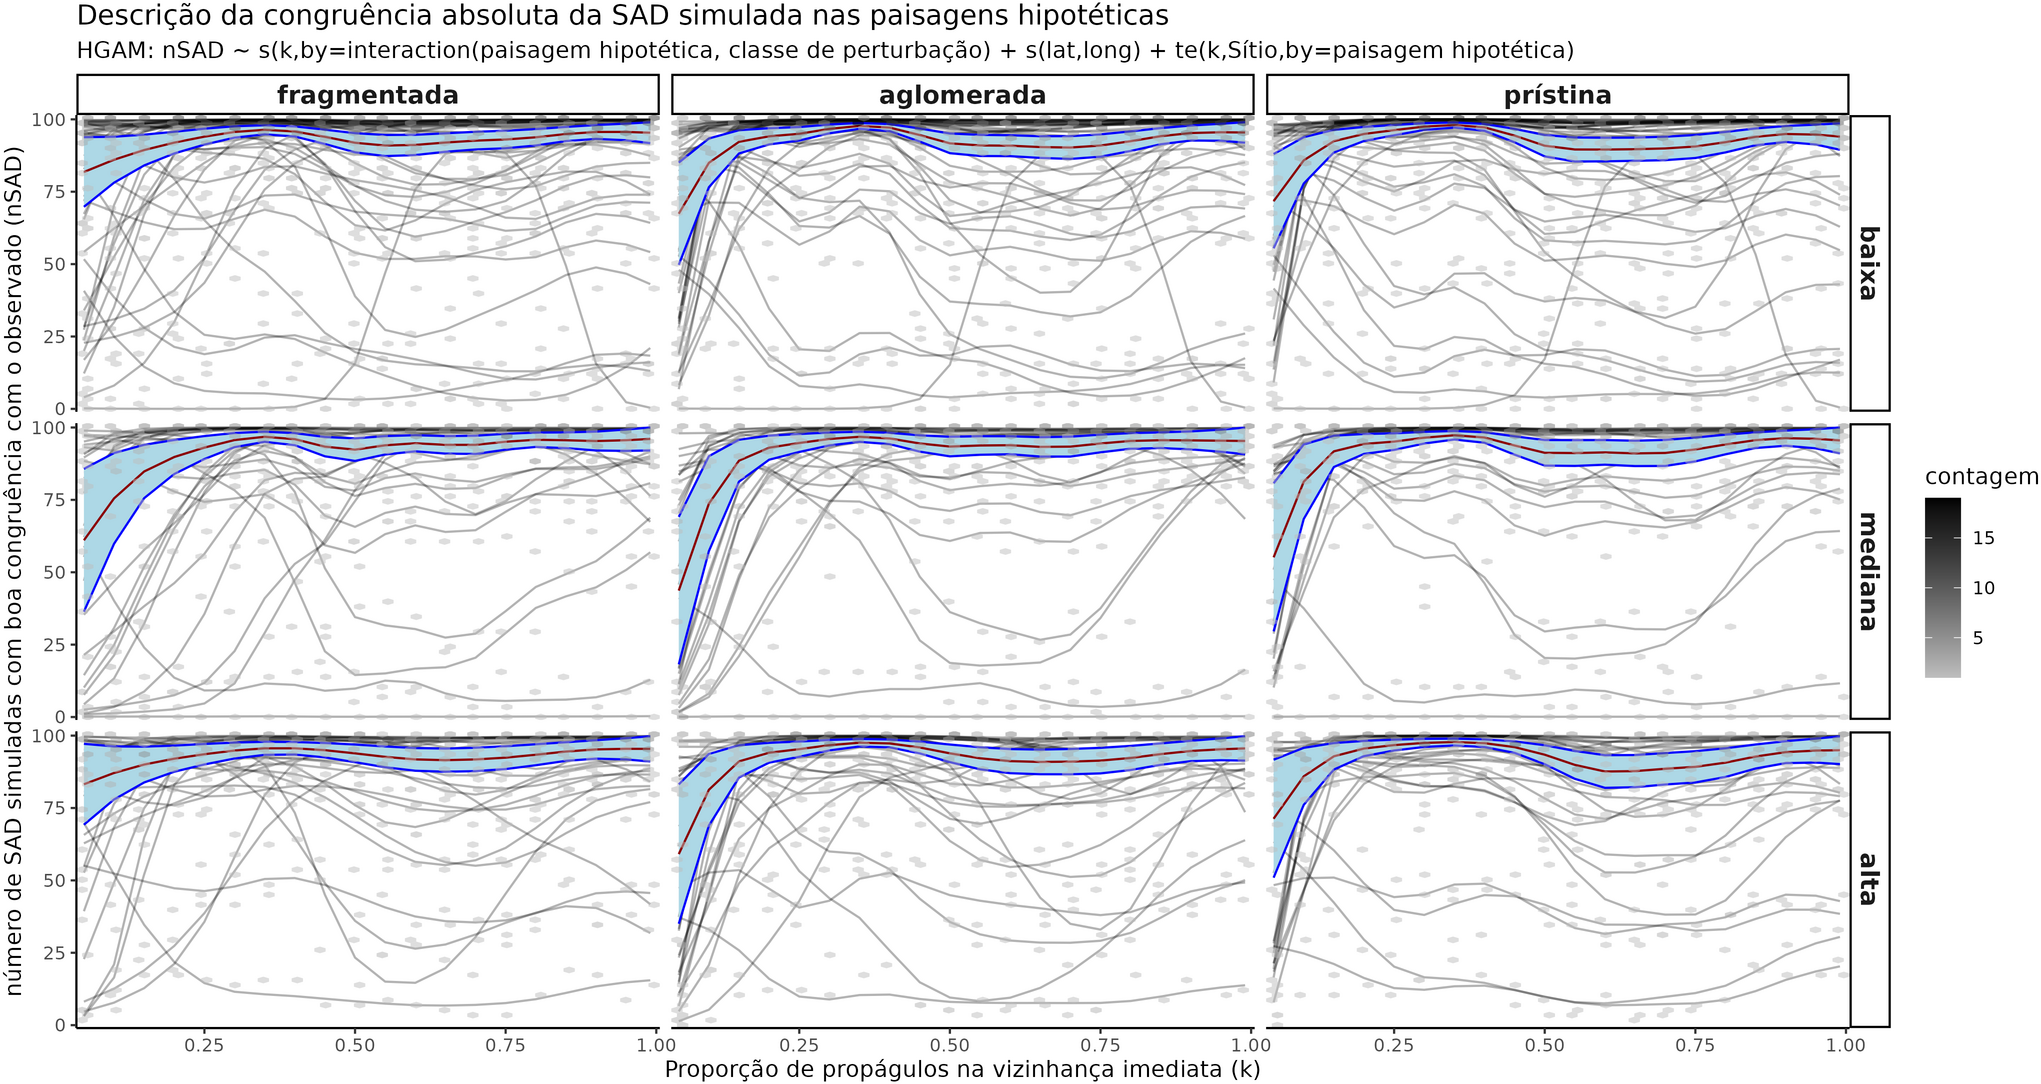 Descrição da congruência absoluta da SAD simulada nas paisagens hipotéticas
HGAM: nSAD ~ s(k,by=interaction(paisagem hipotética, classe de perturbação) + s(lat,long) + te(k,Sítio,by=paisagem hipotética)
fragmentada
aglomerada
prístina
número de SAD simuladas com boa congruência com o observado (nSAD)
100
75
50
25
0
baixa
100
75
50
25
0
mediana
100
75
50
25
0
alta
0.25 0.50 0.75 1.00
0.25 0.50 0.75 1.00
0.25 0.50 0.75 1.00
Proporção de propágulos na vizinhança imediata (k)
contagem
15
10
5